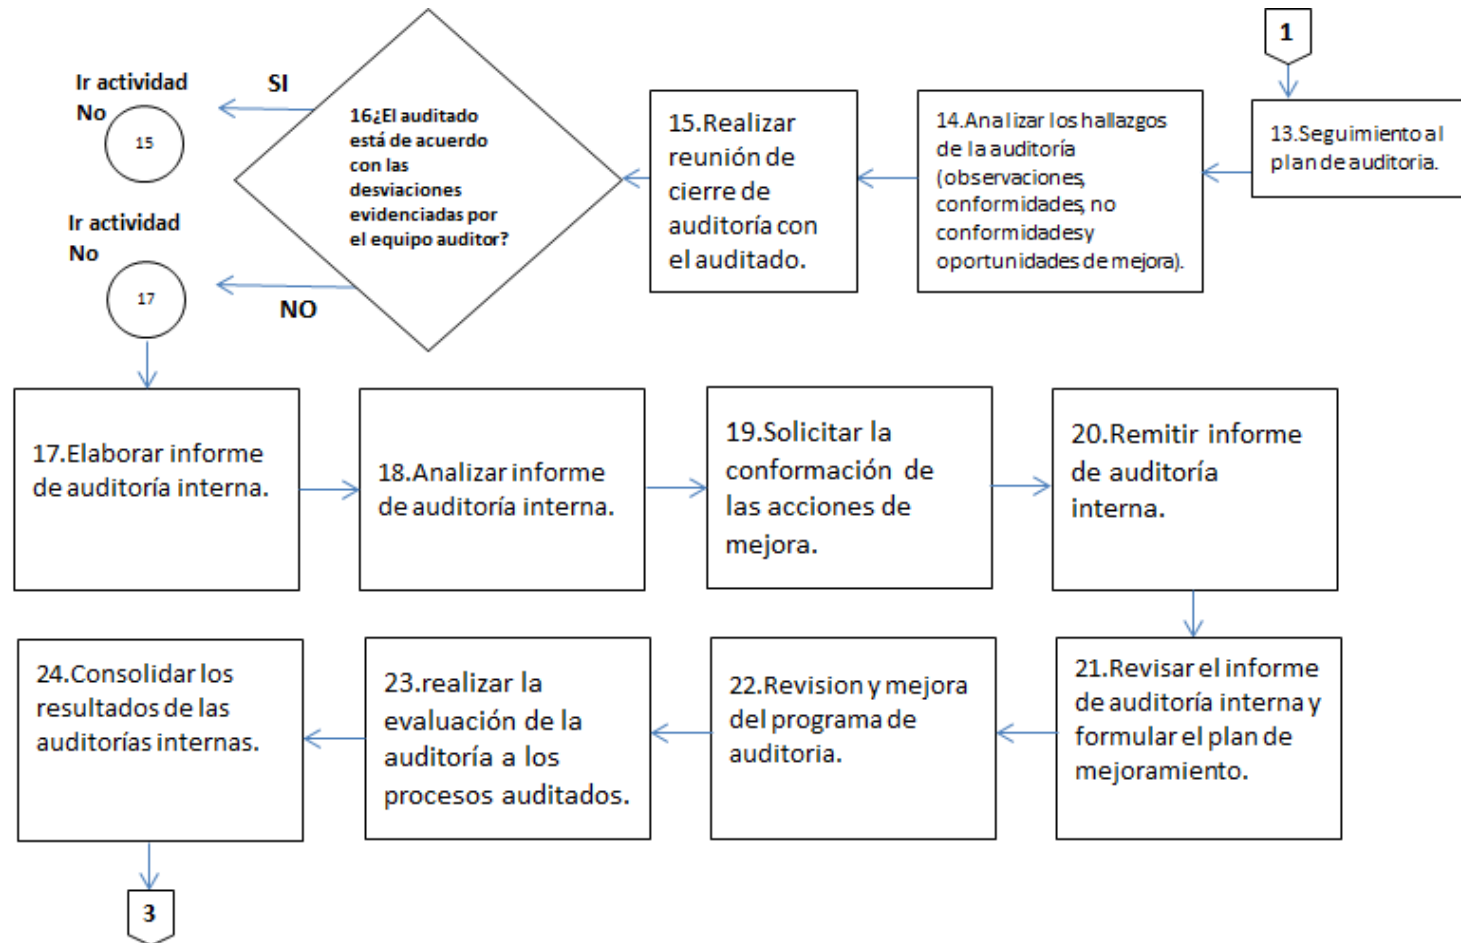 1
13.Seguimiento al
plan de auditoria.
14.Analizar los hallazgos
de la auditoría
(observaciones,
conformidades, no
conformidades y
oportunidades de mejora).
15.Realizar
reunión de
cierre de
auditoría con
el auditado.
16¿El auditado
está de acuerdo
con las
desviaciones
evidenciadas por
el equipo auditor?
SI
Ir actividad
No
15
NO
Ir actividad
No
17
17.Elaborar informe
de auditoría interna.
18.Analizar informe
de auditoría interna.
19.Solicitar la
conformación de
las acciones de
mejora.
20.Remitir informe
de auditoría
interna.
21.Revisar el informe
de auditoría interna y
formular el plan de
mejoramiento.
22.Revision y mejora
del programa de
auditoria.
23.realizar la
evaluación de la
auditoría a los
procesos auditados.
24.Consolidar los
resultados de las
auditorías internas.
3